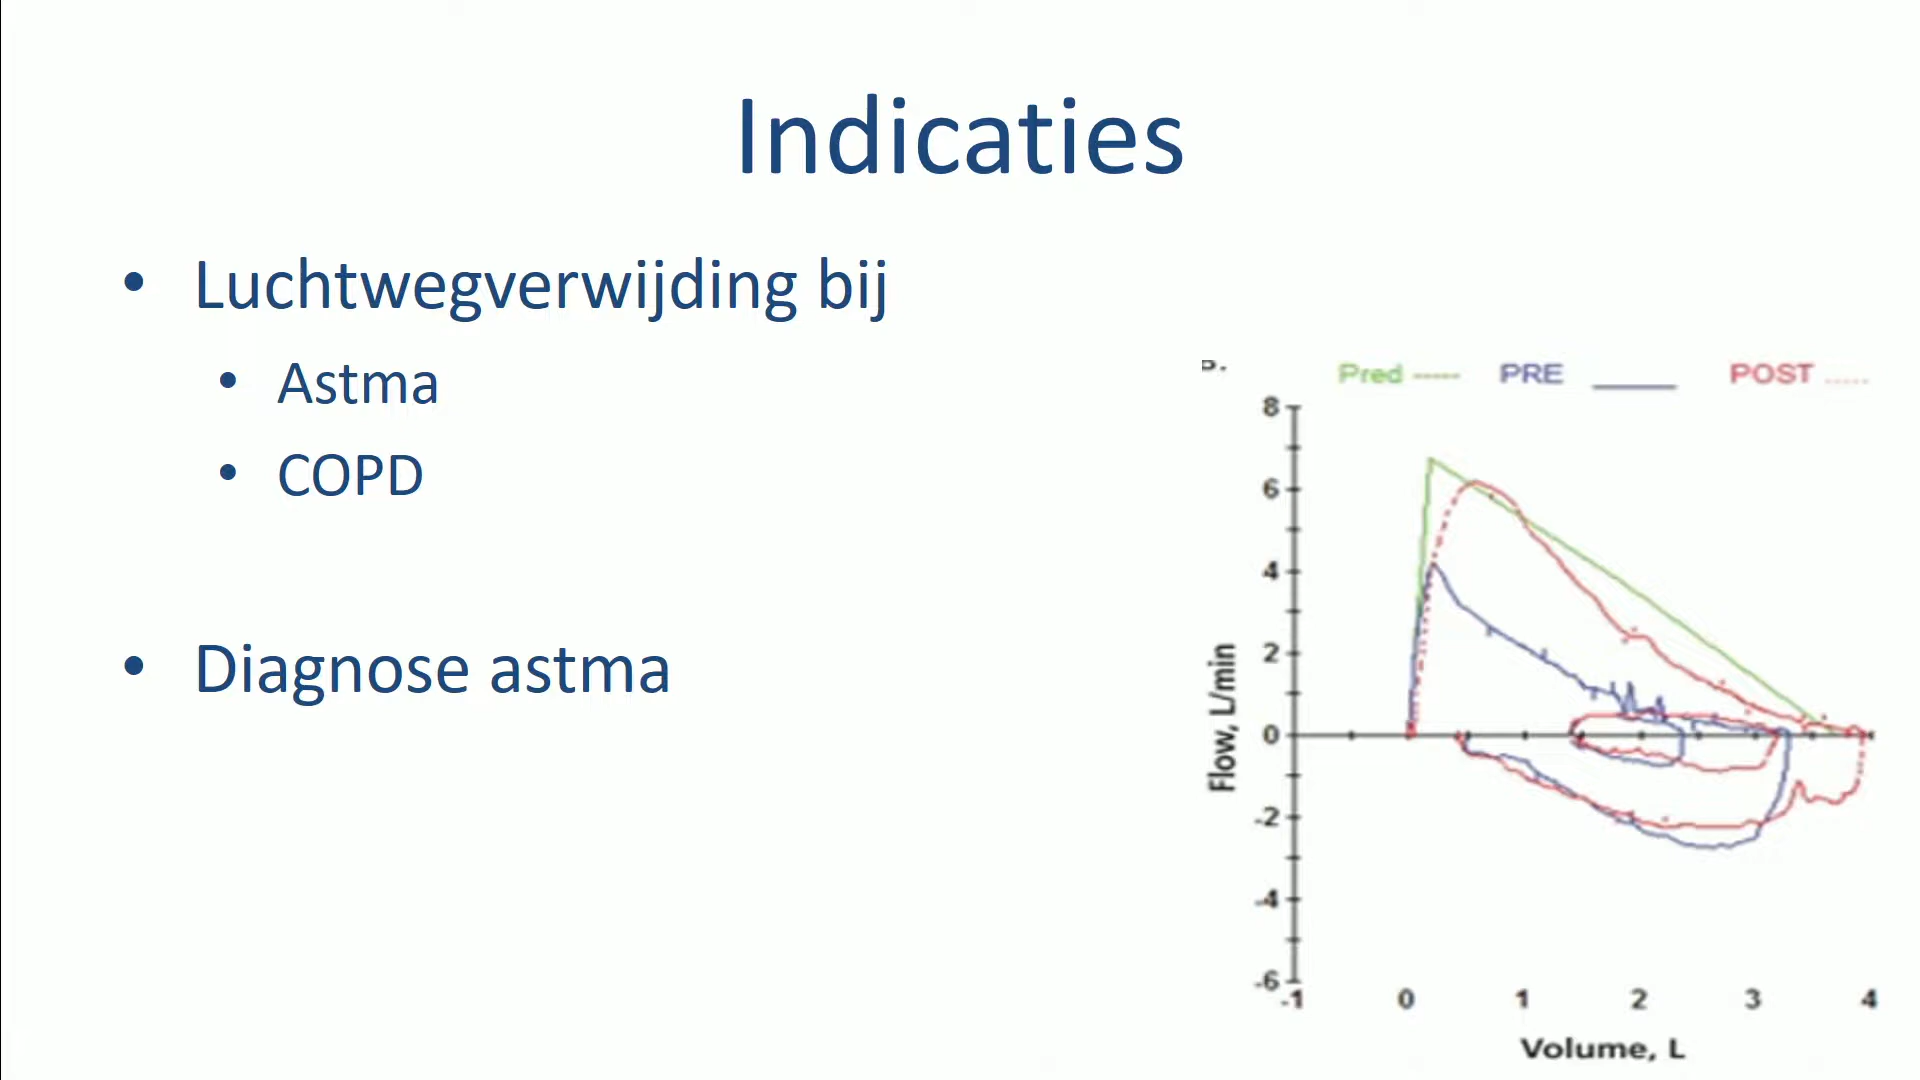 Indicaties
• Luchtwegverwijding bij
• Astma
• COPD
• Diagnose astma
Pred ----- PRE ____ POST .....
8
6
4
2
0
-2
-4
-6
Flow, L/min
-1 0 1 2 3 4
Volume, L